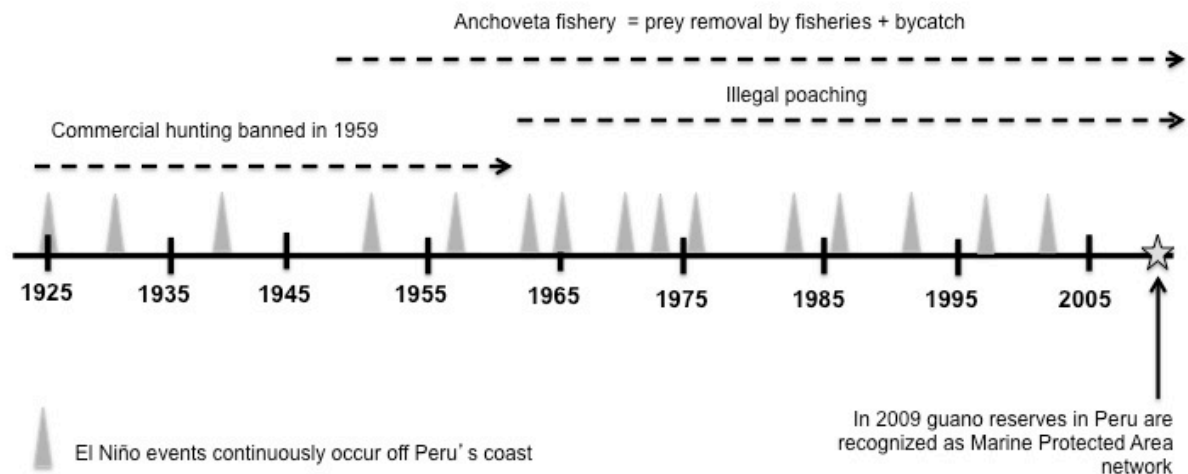 Anchoveta fishery = prey removal by fisheries + bycatch
Illegal poaching
Commercial hunting banned in 1959
1925 1935 1945 1955 1965 1975 1985 1995 2005
El Niño events continuously occur off Peru's coast
In 2009 guano reserves in Peru are
recognized as Marine Protected Area
network